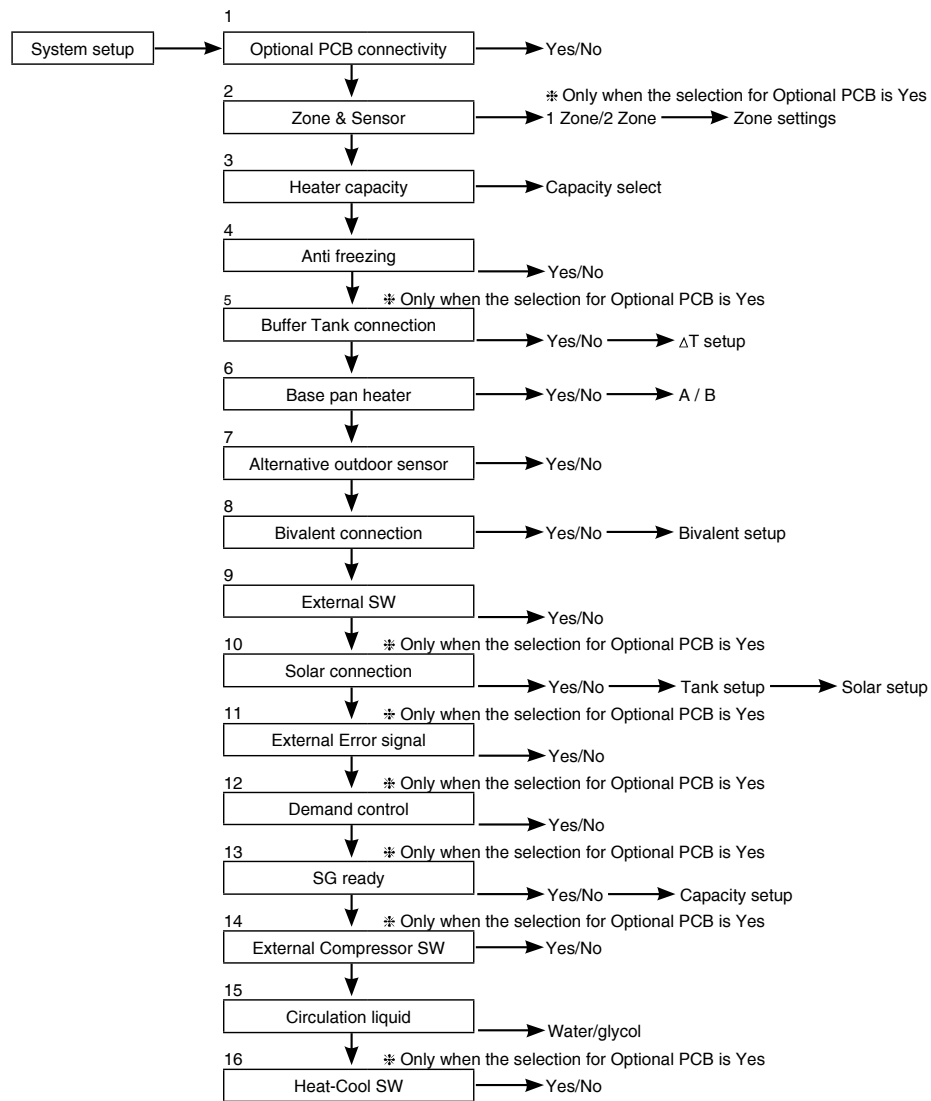 1
System setup Optional PCB connectivity Yes/No
2 ❈ Only when the selection for Optional PCB is Yes
Zone & Sensor 1 Zone/2 Zone Zone settings
3
Heater capacity Capacity select
4
Anti freezing
Yes/No
5 ❈ Only when the selection for Optional PCB is Yes
Buffer Tank connection
Yes/No ΔT setup
6
Base pan heater Yes/No A / B
7
Alternative outdoor sensor Yes/No
8
Bivalent connection Yes/No Bivalent setup
9
External SW
Yes/No
10 ❈ Only when the selection for Optional PCB is Yes
Solar connection
Yes/No Tank setup Solar setup
11 ❈ Only when the selection for Optional PCB is Yes
External Error signal
Yes/No
12 ❈ Only when the selection for Optional PCB is Yes
Demand control
Yes/No
13 ❈ Only when the selection for Optional PCB is Yes
SG ready
Yes/No Capacity setup
14 ❈ Only when the selection for Optional PCB is Yes
External Compressor SW Yes/No
15
Circulation liquid
Water/glycol
16 ❈ Only when the selection for Optional PCB is Yes
Heat-Cool SW Yes/No